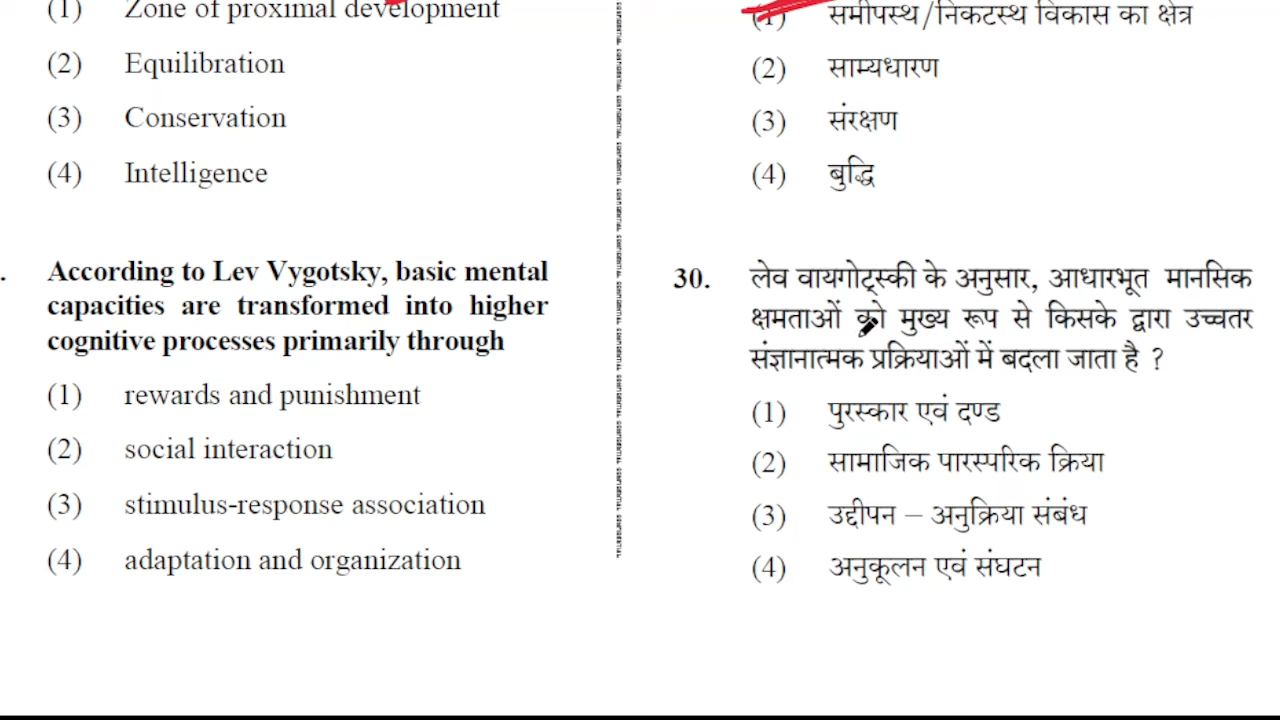 (1) Zone of proximal development
(2) Equilibration
(3) Conservation
(4) Intelligence
. According to Lev Vygotsky, basic mental
capacities are transformed into higher
cognitive processes primarily through
(1) rewards and punishment
(2) social interaction
(3) stimulus-response association
(4) adaptation and organization
(1) समीपस्थ/निकटस्थ विकास का क्षेत्र
(2) साम्यधारण
(3) संरक्षण
(4) बुद्धि
30. लेव वायगोट्स्की के अनुसार, आधारभूत मानसिक
क्षमताओं को मुख्य रूप से किसके द्वारा उच्चतर
संज्ञानात्मक प्रक्रियाओं में बदला जाता है ?
(1) पुरस्कार एवं दण्ड
(2) सामाजिक पारस्परिक क्रिया
(3) उद्दीपन – अनुक्रिया संबंध
(4) अनुकूलन एवं संघटन